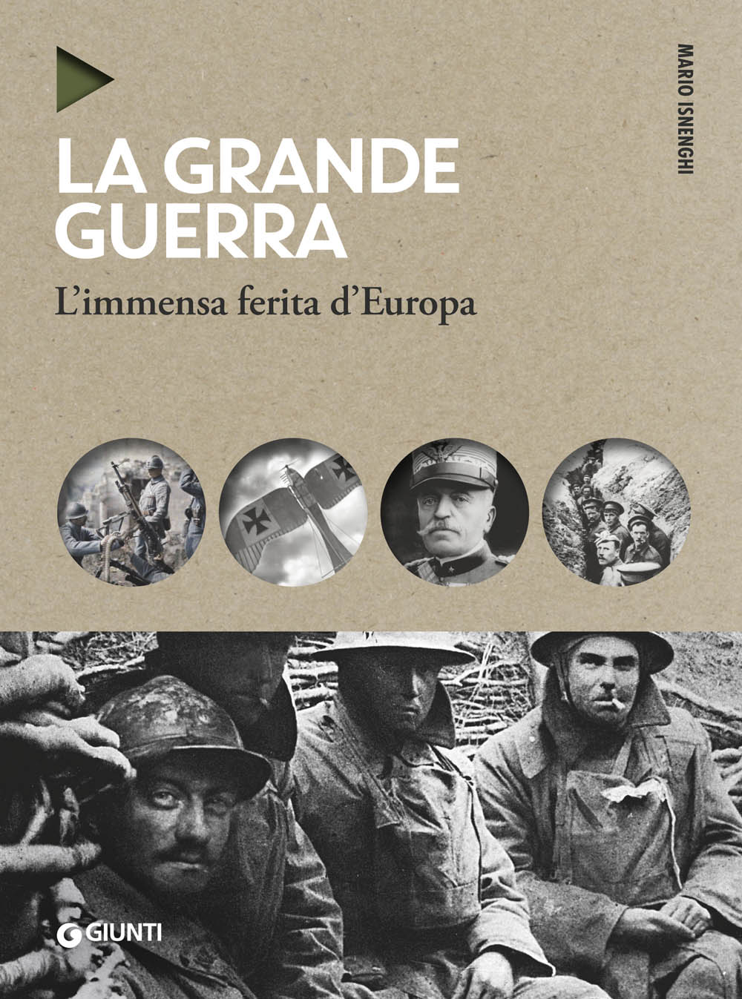 MARIO ISNENGHI
LA GRANDE
GUERRA
L'immensa ferita d'Europa
GIUNTI